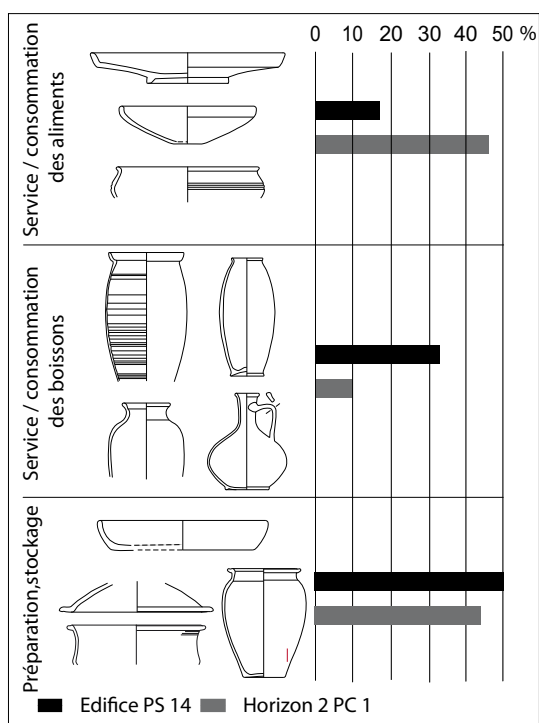 0 10 20 30 40 50 %
Service / consommation
des aliments
Service / consommation
des boissons
Préparation,stockage
Edifice PS 14 Horizon 2 PC 1